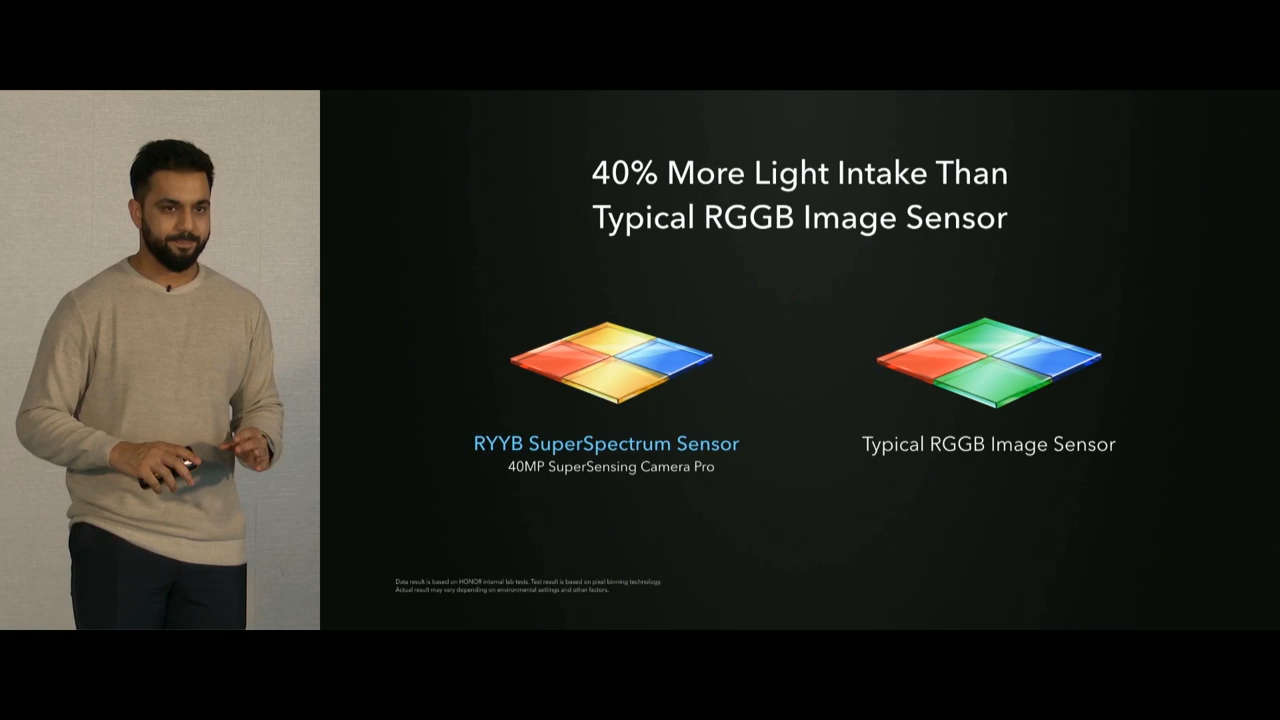 40% More Light Intake Than
Typical RGGB Image Sensor
RYYB SuperSpectrum Sensor
40MP SuperSensing Camera Pro
Typical RGGB Image Sensor
Data result is based on HONOR internal lab tests. Test result is based on pixel binning technology.
Actual result may vary depending on environmental settings and other factors.